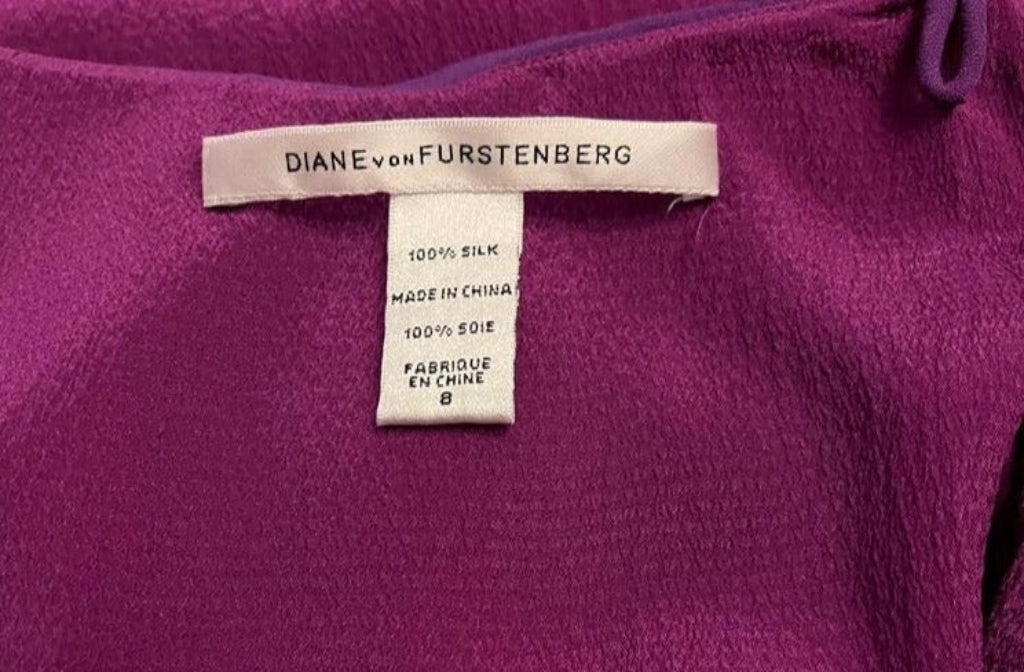 DIANE VON FURSTENBERG
100% SILK
MADE IN CHINA
100% SOIE
FABRIQUE
EN CHINE
8